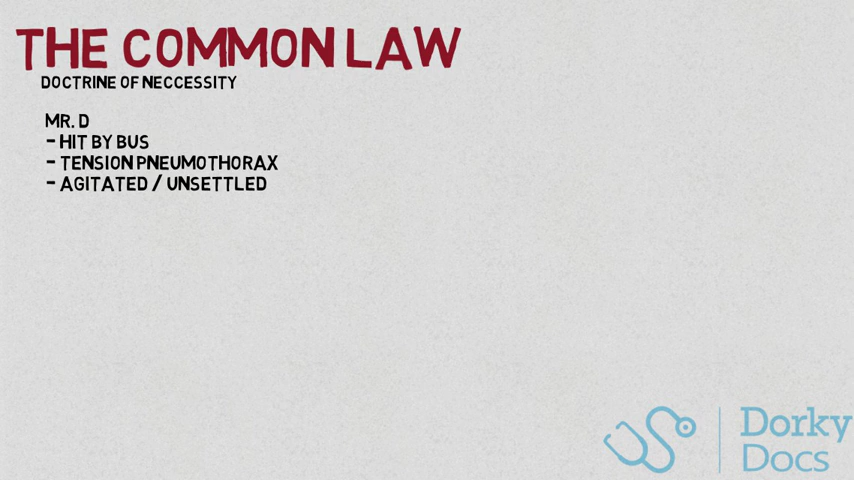 THE COMMON LAW
DOCTRINE OF NECCESSITY
MR. D
- HIT BY BUS
- TENSION PNEUMOTHORAX
- AGITATED / UNSETTLED
Dorky
Docs